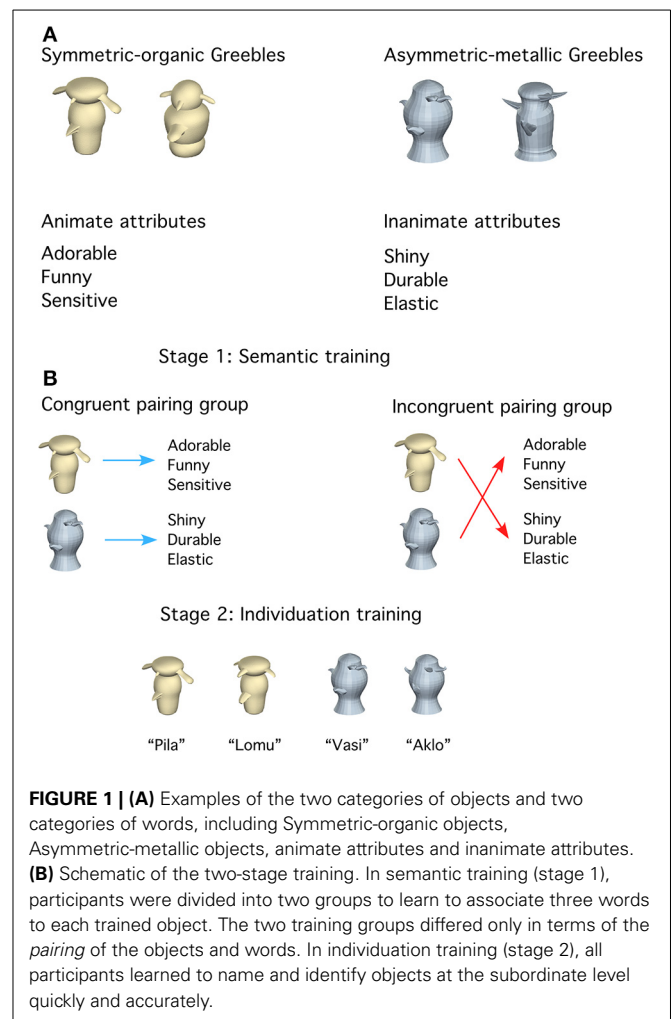 A
Symmetric-organic Greebles
Asymmetric-metallic Greebles
Animate attributes
Adorable
Funny
Sensitive
Inanimate attributes
Shiny
Durable
Elastic
Stage 1: Semantic training
B
Congruent pairing group
Adorable
Funny
Sensitive
Shiny
Durable
Elastic
Incongruent pairing group
Adorable
Funny
Sensitive
Shiny
Durable
Elastic
Stage 2: Individuation training
“Pila” “Lomu” “Vasi” “Aklo”
FIGURE 1 | (A) Examples of the two categories of objects and two
categories of words, including Symmetric-organic objects,
Asymmetric-metallic objects, animate attributes and inanimate attributes.
(B) Schematic of the two-stage training. In semantic training (stage 1),
participants were divided into two groups to learn to associate three words
to each trained object. The two training groups differed only in terms of the
pairing of the objects and words. In individuation training (stage 2), all
participants learned to name and identify objects at the subordinate level
quickly and accurately.